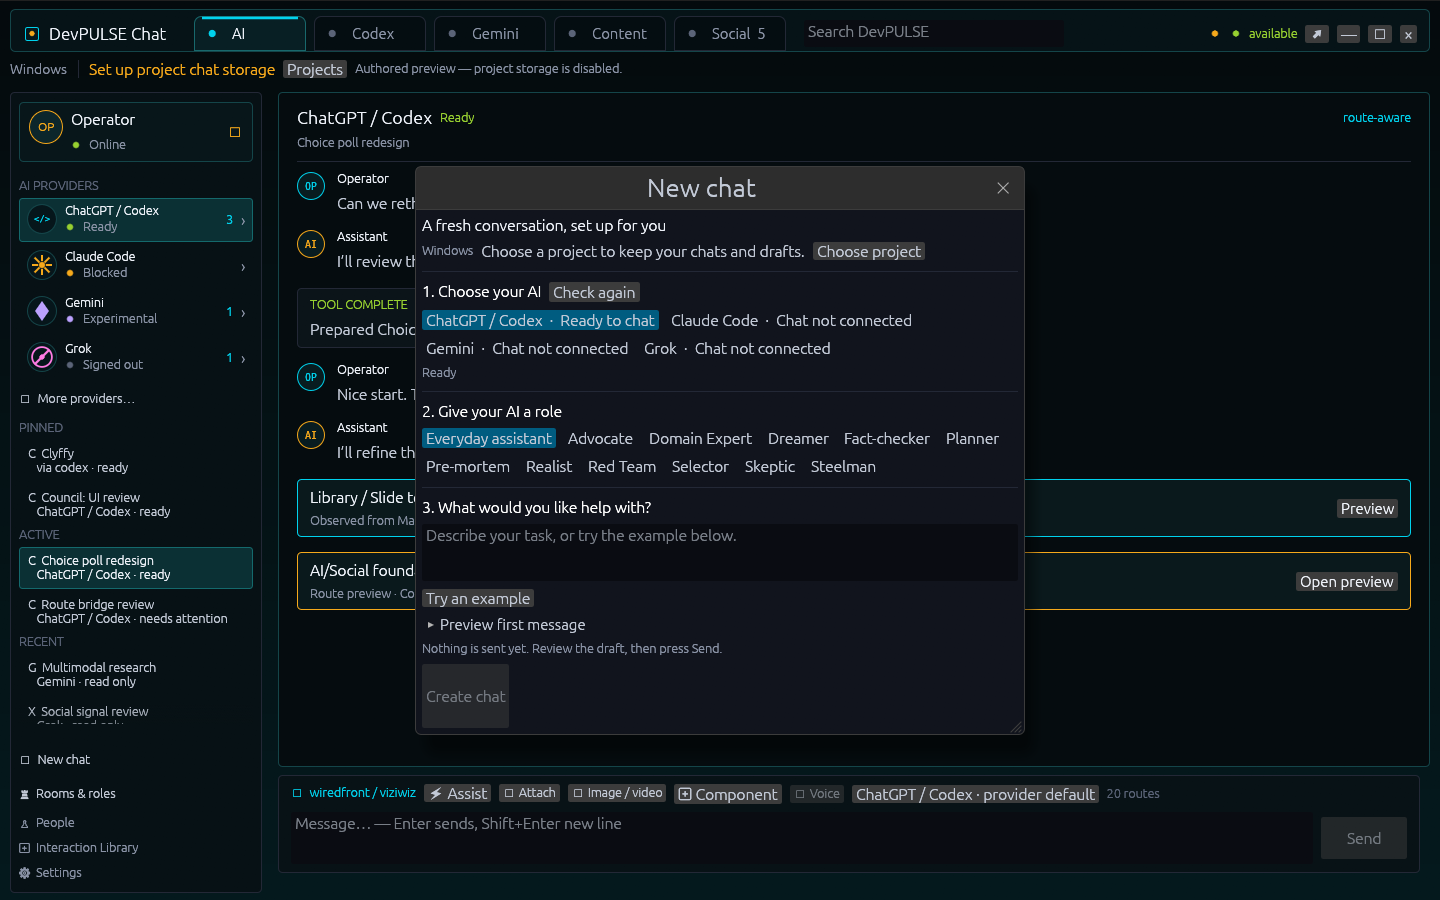 DevPULSE Chat
AI
Codex
Gemini
Content
Social 5
Search DevPULSE
available
x
Windows
Set up project chat storage
Projects
Authored preview — project storage is disabled.
OP
Operator
Online
AI PROVIDERS
</>
ChatGPT / Codex
Ready
3 ›
Claude Code
Blocked
›
Gemini
Experimental
1 ›
Grok
Signed out
1 ›
More providers...
PINNED
C Clyffy
via codex · ready
C Council: UI review
ChatGPT / Codex · ready
ACTIVE
C Choice poll redesign
ChatGPT / Codex · ready
C Route bridge review
ChatGPT / Codex · needs attention
RECENT
G Multimodal research
Gemini · read only
X Social signal review
Grok · read only
New chat
Rooms & roles
People
Interaction Library
Settings
ChatGPT / Codex Ready
route-aware
Choice poll redesign
OP
Operator
Can we reth
AI
Assistant
I'll review th
TOOL COMPLETE
Prepared Choic
OP
Operator
Nice start. T
AI
Assistant
I'll refine th
Library / Slide t
Observed from Ma
Preview
AI/Social founda
Route preview · Co
Open preview
New chat
A fresh conversation, set up for you
Windows Choose a project to keep your chats and drafts. Choose project
1. Choose your AI Check again
ChatGPT / Codex · Ready to chat Claude Code · Chat not connected
Gemini · Chat not connected Grok · Chat not connected
Ready
2. Give your AI a role
Everyday assistant Advocate Domain Expert Dreamer Fact-checker Planner
Pre-mortem Realist Red Team Selector Skeptic Steelman
3. What would you like help with?
Describe your task, or try the example below.
Try an example
Preview first message
Nothing is sent yet. Review the draft, then press Send.
Create chat
wiredfront / viziwiz
Assist
Attach
Image / video
Component
Voice
ChatGPT / Codex · provider default
20 routes
Message... — Enter sends, Shift+Enter new line
Send